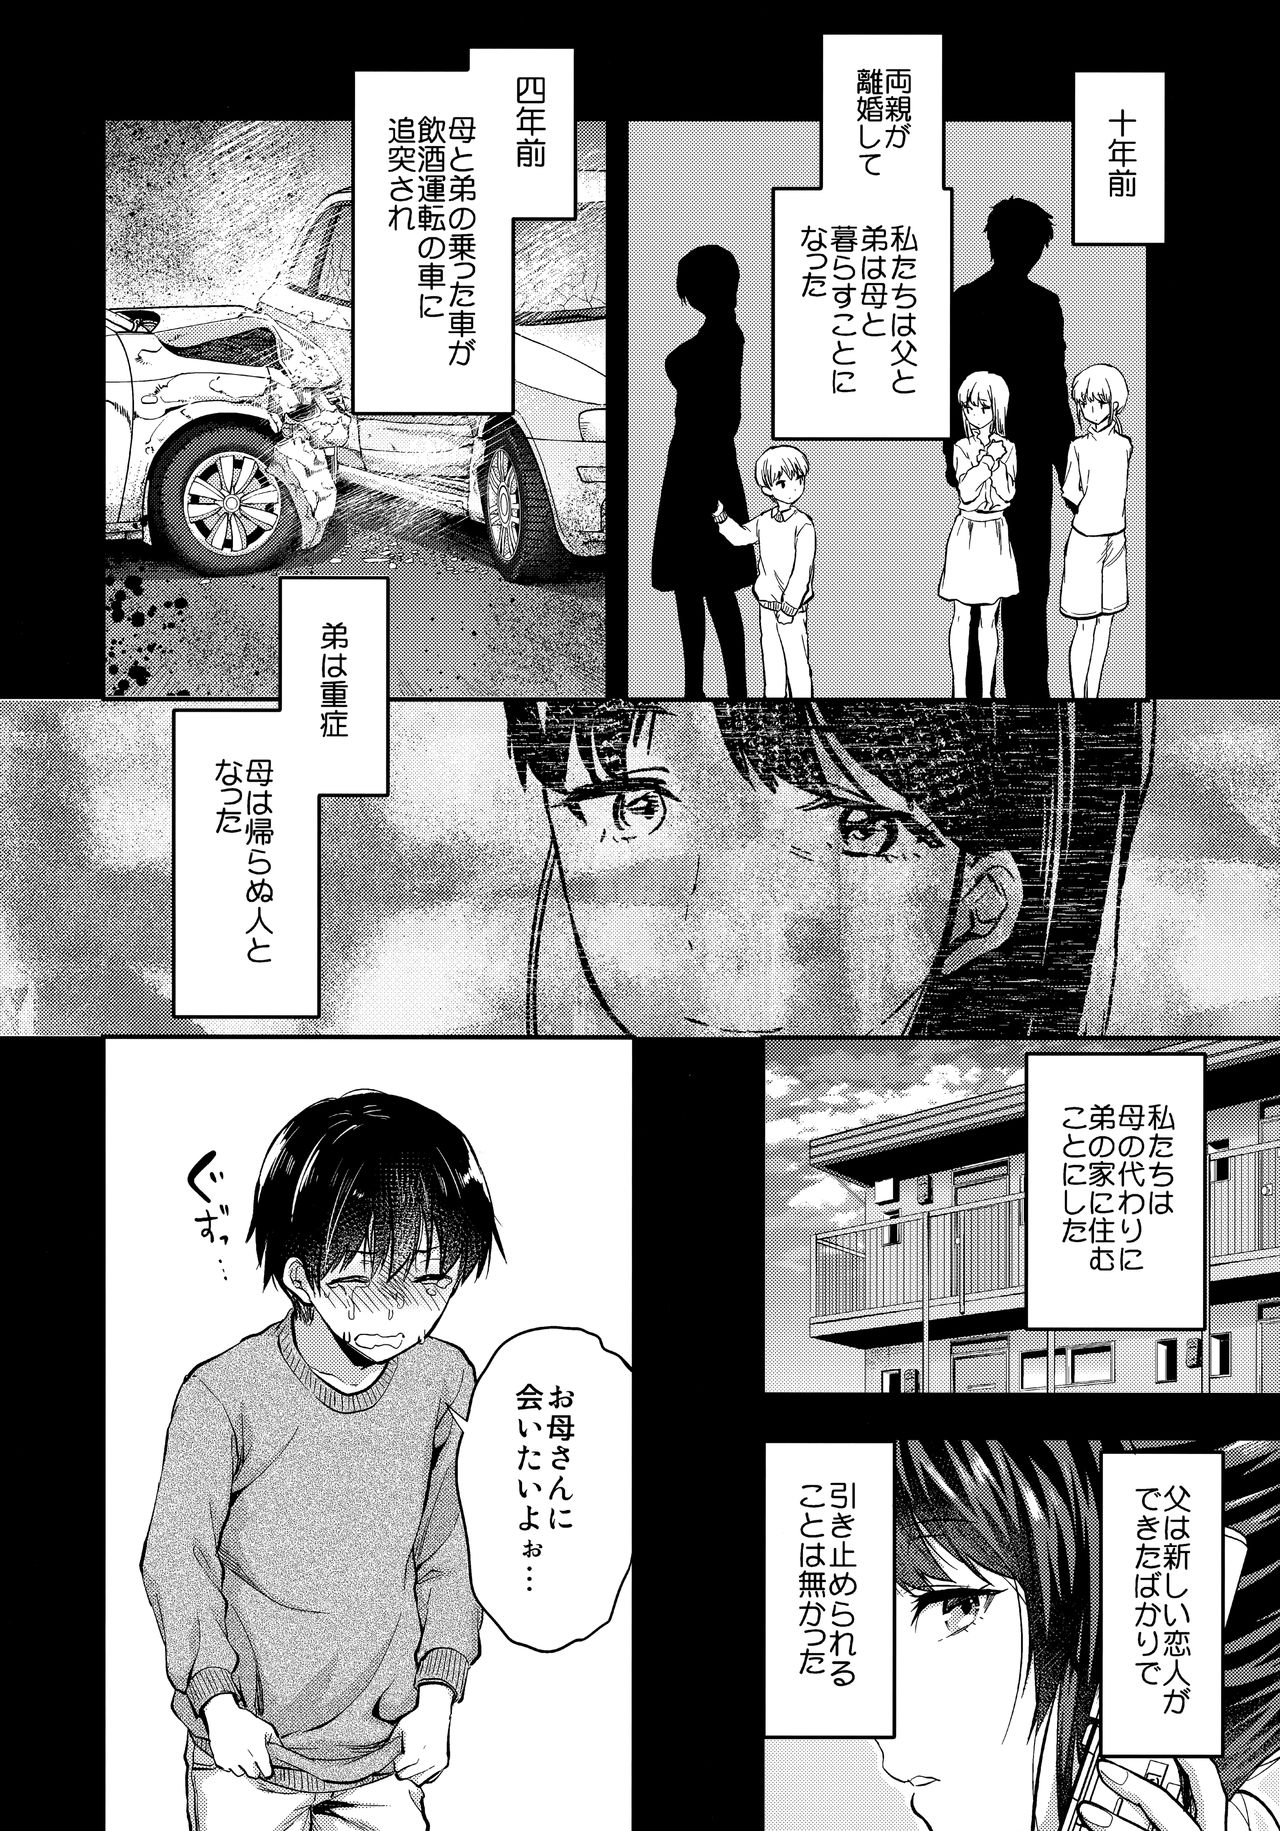 十年前
両親が
離婚して
私たちは父と
弟は母と
暮らすことに
なった
四年前
母と弟の乗った車が
飲酒運転の車に
追突され
弟は重症
母は帰らぬ人と
なった
私たちは
母の代わりに
弟の家に住む
ことにした
父は新しい恋人が
できたばかりで
引き止められる
ことは無かった
お母さんに
会いたいよぉ…
ぐずっ…